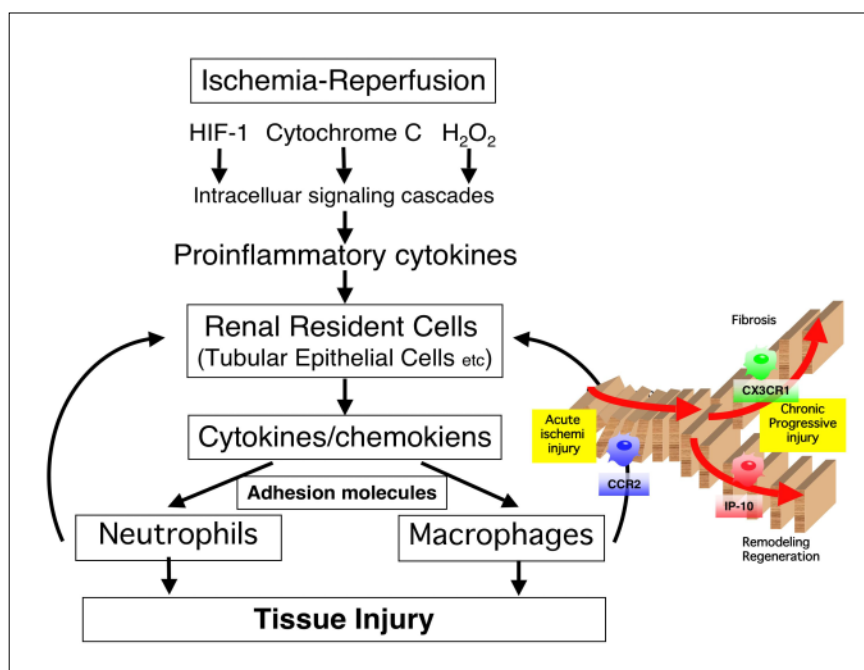 Ischemia-Reperfusion
HIF-1 Cytochrome C H₂O₂
Intracelluar signaling cascades
Proinflammatory cytokines
Renal Resident Cells
(Tubular Epithelial Cells etc)
Cytokines/chemokiens
Adhesion molecules
Neutrophils
Macrophages
Tissue Injury
Fibrosis
CX3CR1
Acute
ischemi
injury
Chronic
Progressive
injury
CCR2
IP-10
Remodeling
Regeneration